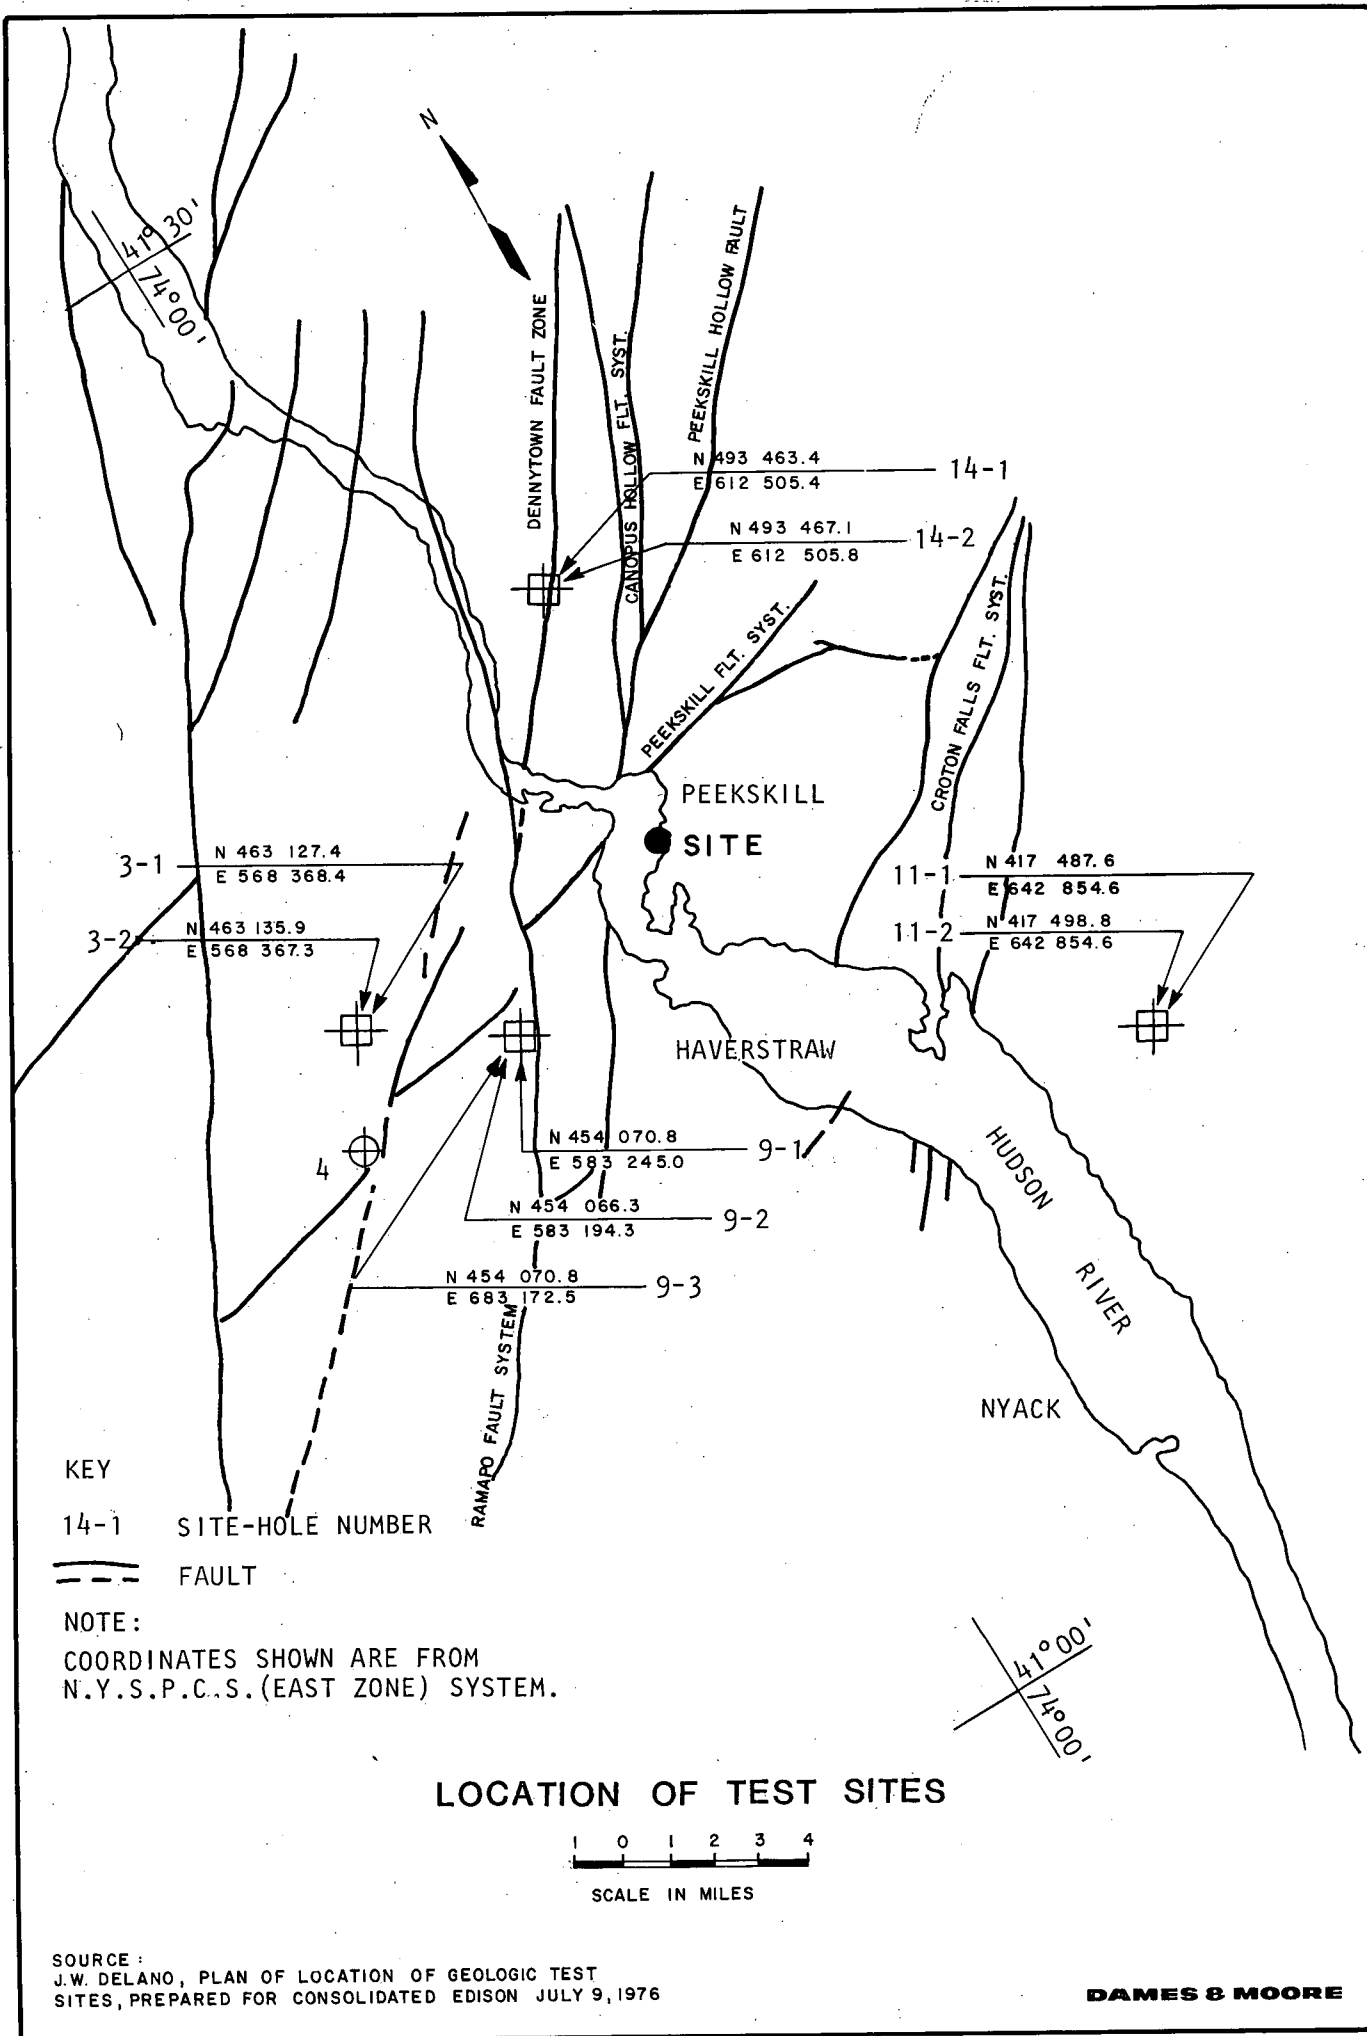 N
41° 30'
74° 00'
DENNYTOWN FAULT ZONE
CANOPUS HOLLOW FLT. SYST.
PEEKSKILL HOLLOW FAULT
N 493 463.4
E 612 505.4
14-1
N 493 467.1
E 612 505.8
14-2
PEEKSKILL FLT. SYST.
CROTON FALLS FLT. SYST.
PEEKSKILL
SITE
3-1
N 463 127.4
E 568 368.4
3-2
N 463 135.9
E 568 367.3
11-1
N 417 487.6
E 642 854.6
11-2
N 417 498.8
E 642 854.6
HAVERSTRAW
4
N 454 070.8
E 583 245.0
9-1
N 454 066.3
E 583 194.3
9-2
N 454 070.8
E 683 172.5
9-3
HUDSON
RIVER
RAMAPO FAULT SYSTEM
NYACK
KEY
14-1 SITE-HOLE NUMBER
FAULT
NOTE:
COORDINATES SHOWN ARE FROM
N.Y.S.P.C.S. (EAST ZONE) SYSTEM.
41° 00'
74° 00'
LOCATION OF TEST SITES
1 0 1 2 3 4
SCALE IN MILES
SOURCE:
J.W. DELANO, PLAN OF LOCATION OF GEOLOGIC TEST
SITES, PREPARED FOR CONSOLIDATED EDISON JULY 9, 1976
DAMES & MOORE